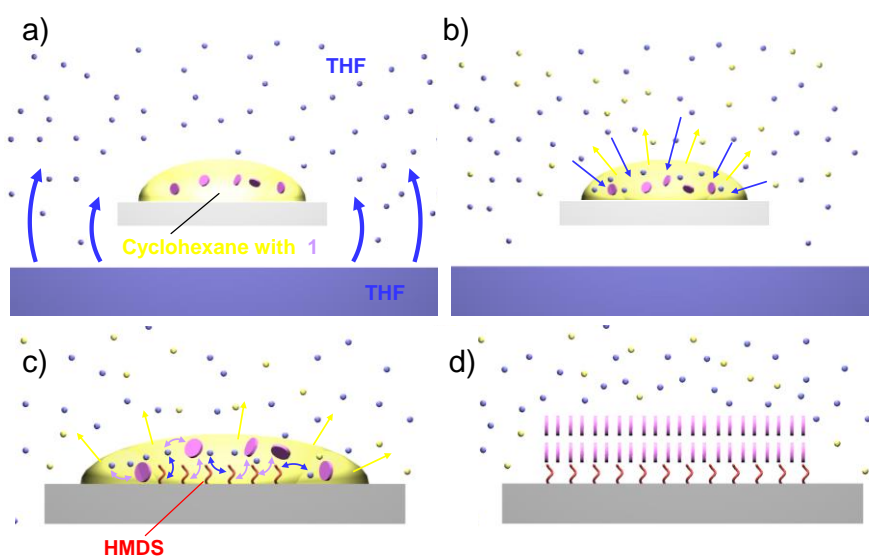 a)
THF
Cyclohexane with 1
THF
b)
c)
HMDS
d)